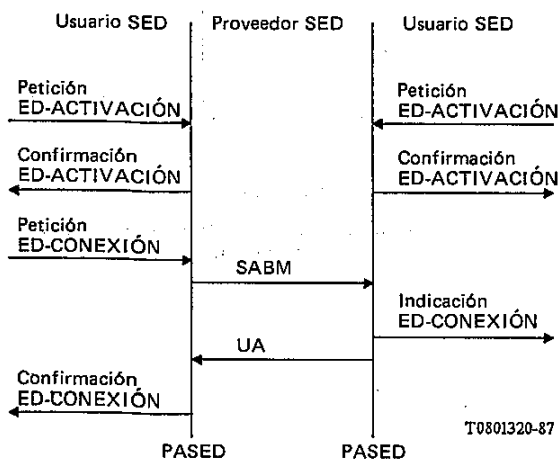 Usuario SED Proveedor SED Usuario SED
Petición
ED-ACTIVACIÓN
Petición
ED-ACTIVACIÓN
Confirmación
ED-ACTIVACIÓN
Confirmación
ED-ACTIVACIÓN
Petición
ED-CONEXIÓN
SABM
Indicación
ED-CONEXIÓN
UA
Confirmación
ED-CONEXIÓN
T0801320-87
PASED PASED